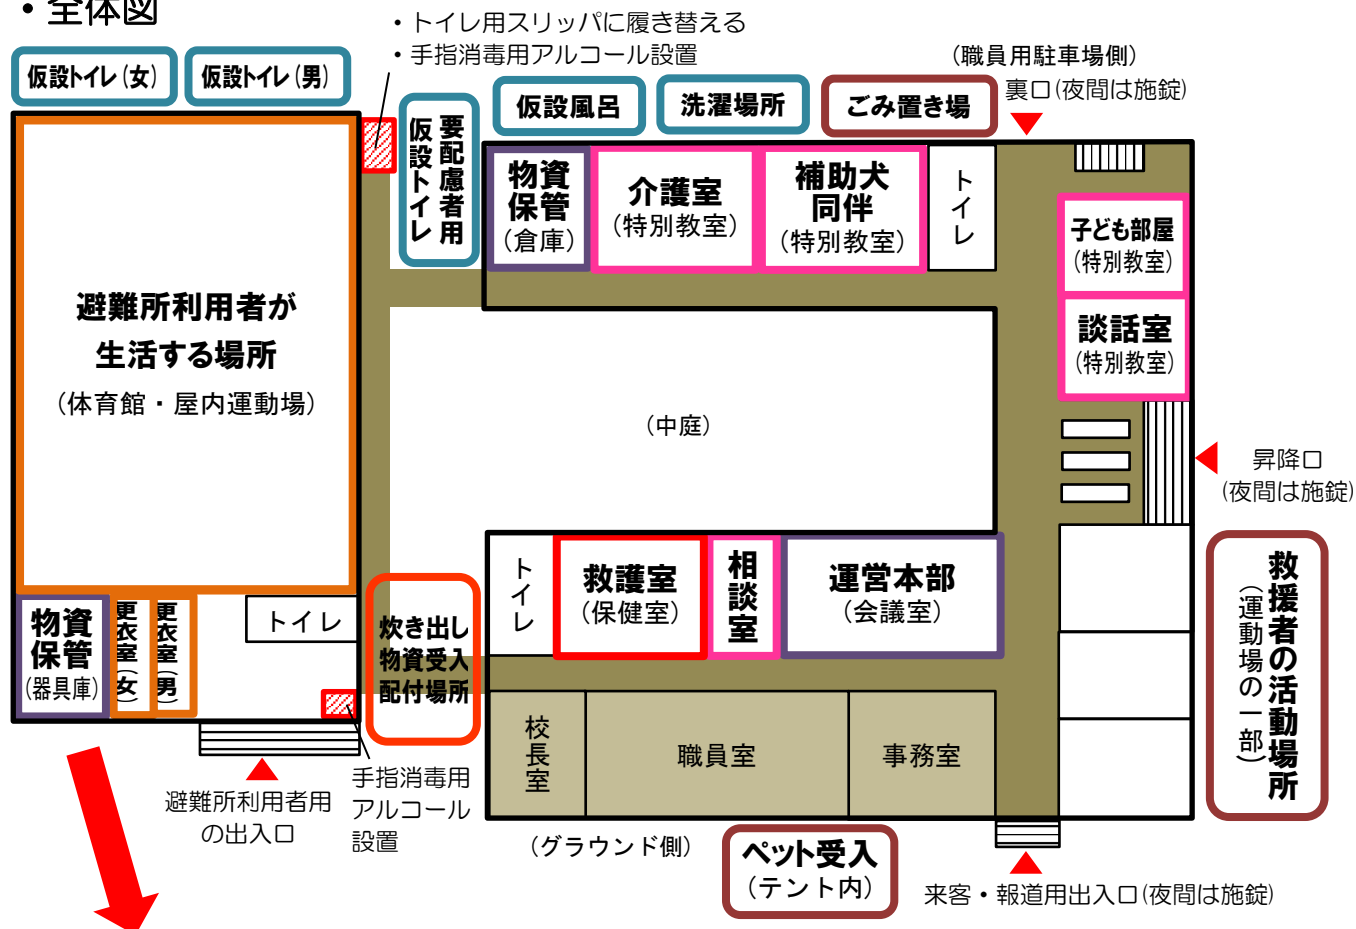 ・全体図
・トイレ用スリッパに履き替える
・手指消毒用アルコール設置
仮設トイレ(女)
仮設トイレ(男)
要配慮者用
仮設トイレ
仮設風呂
洗濯場所
ごみ置き場
(職員用駐車場側)
裏口(夜間は施錠)
物資
保管
(倉庫)
介護室
(特別教室)
補助犬
同伴
(特別教室)
トイレ
子ども部屋
(特別教室)
談話室
(特別教室)
避難所利用者が
生活する場所
(体育館・屋内運動場)
(中庭)
昇降口
(夜間は施錠)
トイレ
救護室
(保健室)
相談室
運営本部
(会議室)
救援者の活動場所
(運動場の一部)
物資
保管
(器具庫)
更衣室(女)
更衣室(男)
トイレ
炊き出し
物資受入
配付場所
校長室
職員室
事務室
避難所利用者用
の出入口
手指消毒用
アルコール
設置
(グラウンド側)
ペット受入
(テント内)
来客・報道用出入口(夜間は施錠)